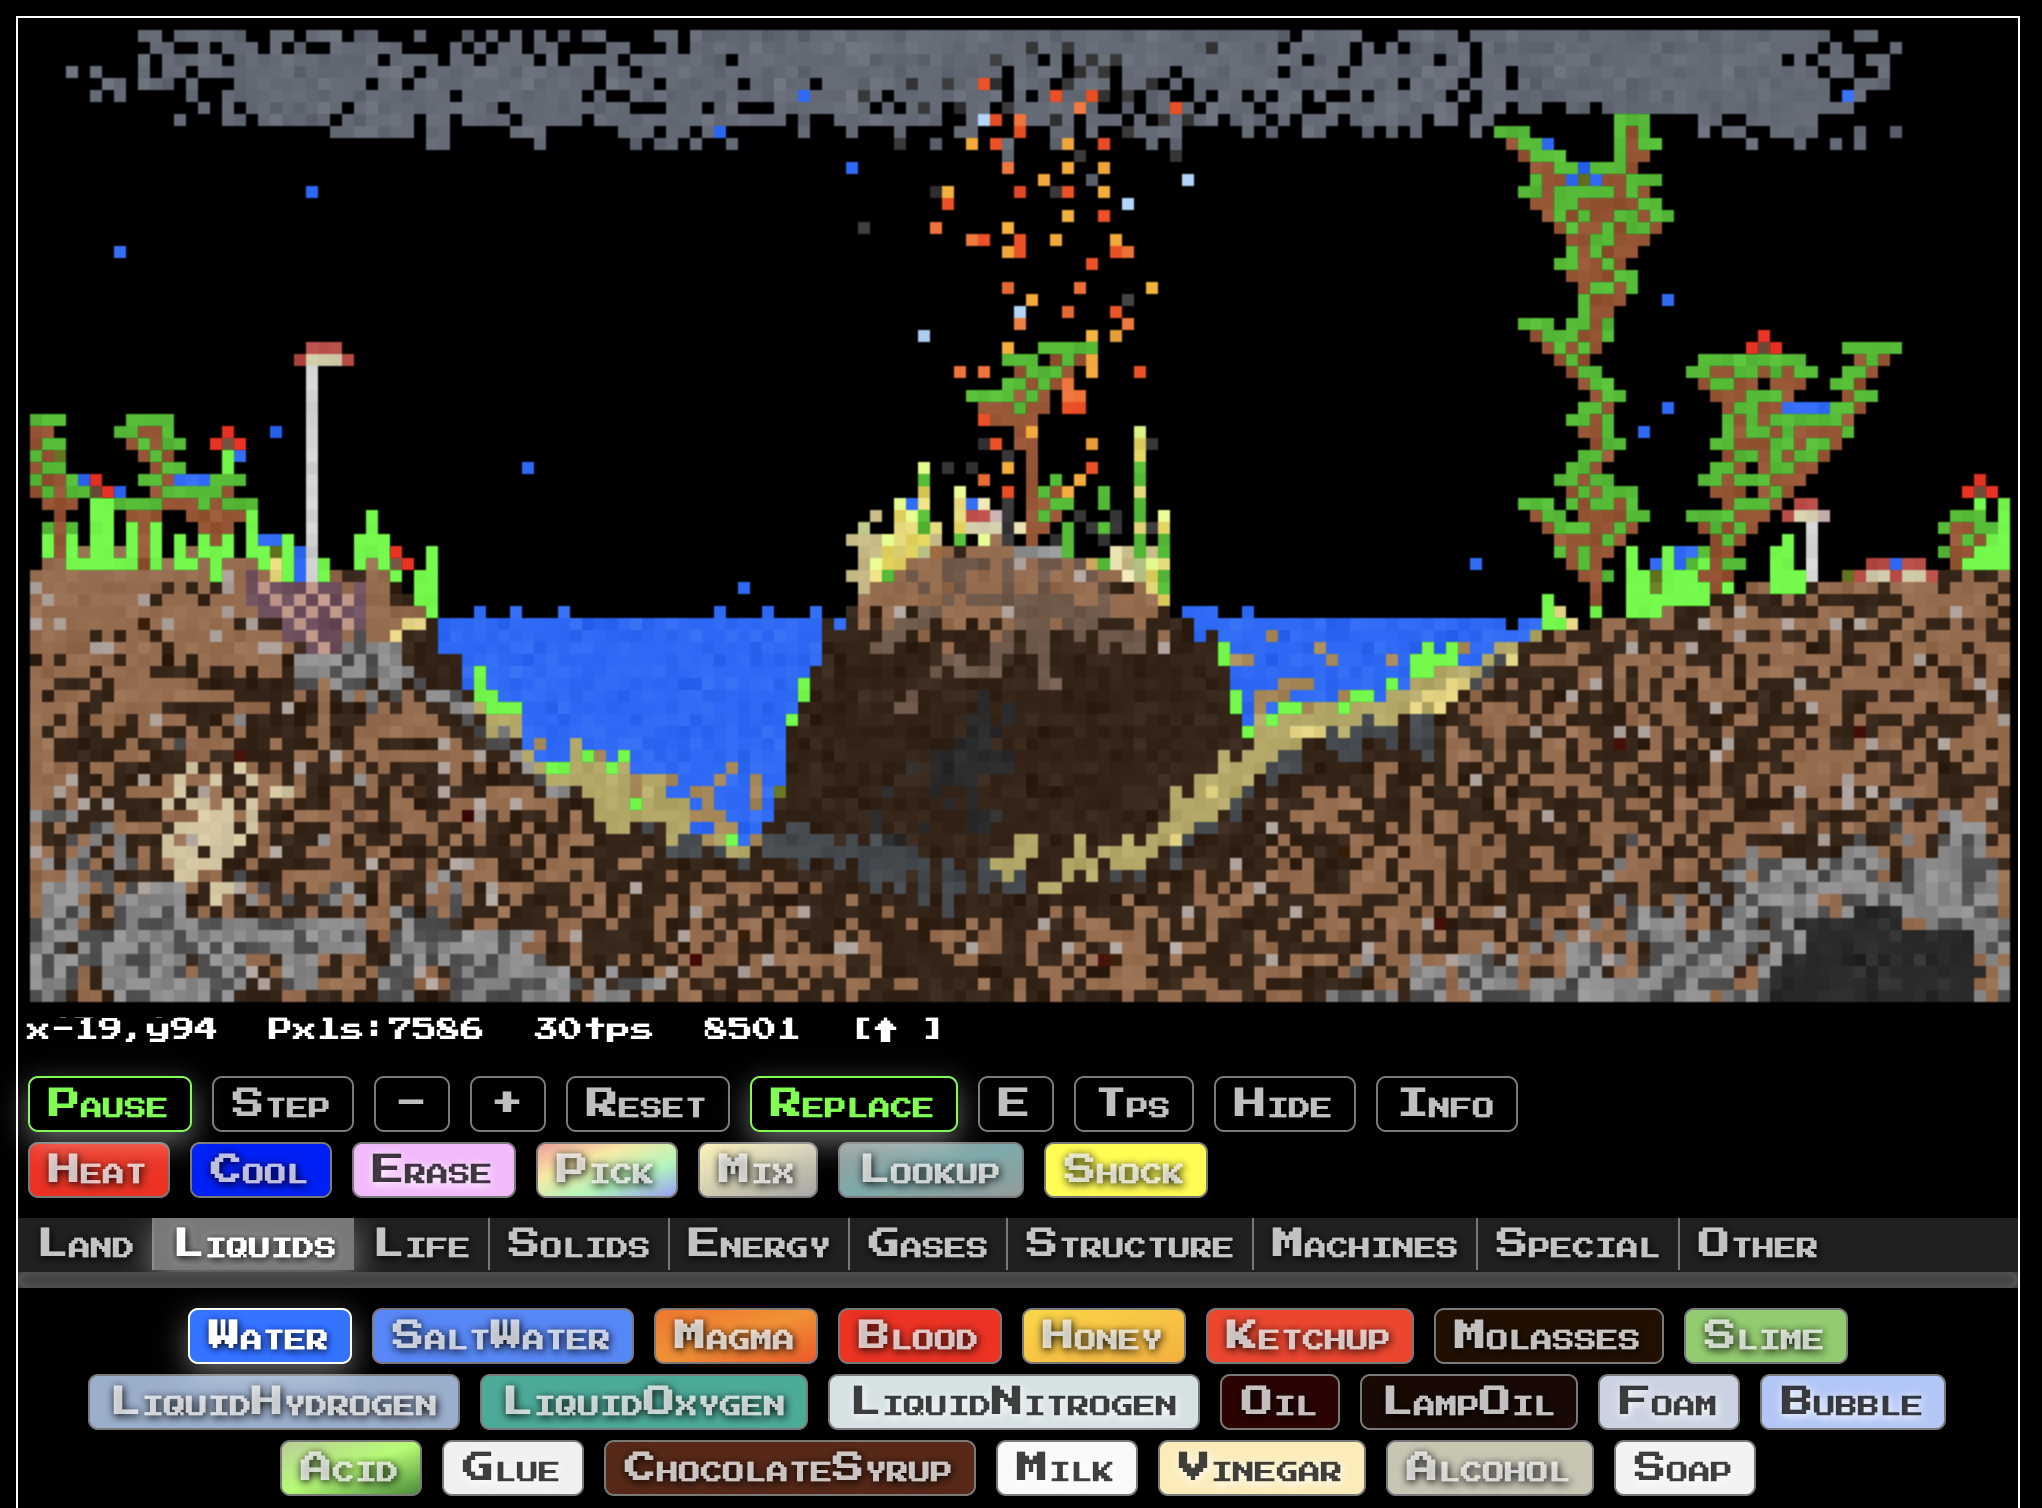 x-19,y94 Pxls:7586 30tps 8501 [↑ ]
PAUSE STEP - + RESET REPLACE E TPS HIDE INFO
HEAT COOL ERASE PICK MIX LOOKUP SHOCK
LAND LIQUIDS LIFE SOLIDS ENERGY GASES STRUCTURE MACHINES SPECIAL OTHER
WATER SALTWATER MAGMA BLOOD HONEY KETCHUP MOLASSES SLIME
LIQUIDHYDROGEN LIQUIDOXYGEN LIQUIDNITROGEN OIL LAMPOIL FOAM BUBBLE
ACID GLUE CHOCOLATESYRUP MILK VINEGAR ALCOHOL SOAP